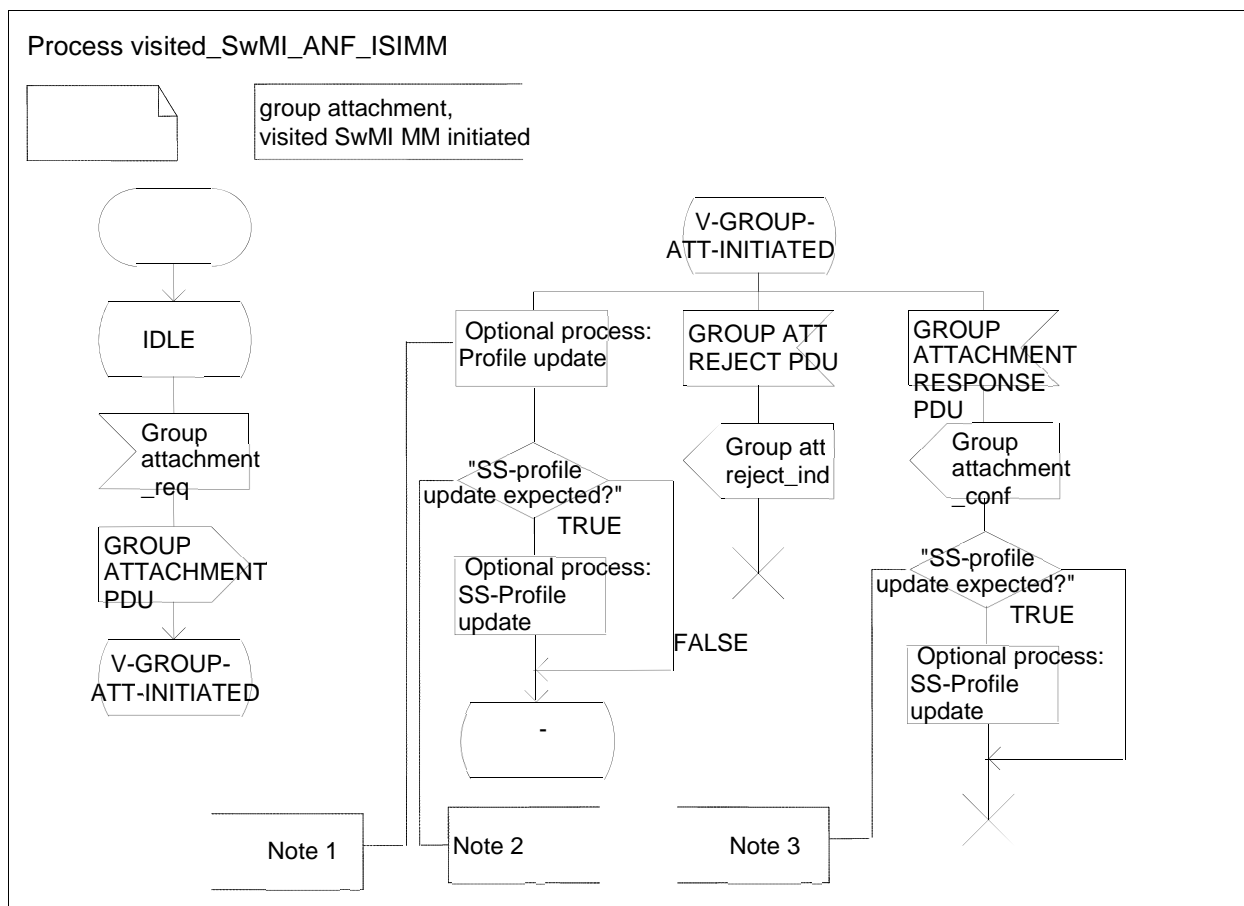 Process visited_SwMI_ANF_ISIMM
group attachment,
visited SwMI MM initiated
IDLE
Group
attachment
_req
GROUP
ATTACHMENT
PDU
V-GROUP-
ATT-INITIATED
V-GROUP-
ATT-INITIATED
Optional process:
Profile update
"SS-profile
update expected?"
TRUE
Optional process:
SS-Profile
update
FALSE
-
GROUP ATT
REJECT PDU
Group att
reject_ind
GROUP
ATTACHMENT
RESPONSE
PDU
Group
attachment
_conf
"SS-profile
update expected?"
TRUE
Optional process:
SS-Profile
update
Note 1
Note 2
Note 3